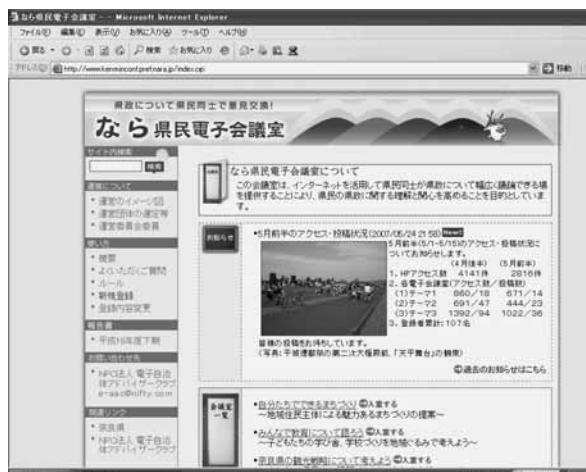 なら県民電子会議室 - - Microsoft Internet Explorer
ファイル(F) 編集(E) 表示(V) お気に入り(A) ツール(T) ヘルプ(H)
戻る 検索 お気に入り
アドレス(D) 移動
県政について県民同士で意見交換!
なら県民電子会議室
サイト内検索
検索
運営について
運営のイメージ図
運営団体の選定等
運営委員会委員
使い方
概要
よくいただくご質問
ルール
新規登録
登録内容変更
報告書
平成18年度下期
お問い合わせ先
NPO法人 電子自治
体アドバイザークラブ
e-aac@nifty.com
関連リンク
奈良県
NPO法人 電子自治
体アドバイザークラブ
なら県民電子会議室について
この会議室は、インターネットを活用して県民同士が県政について幅広く議論できる場
を提供することにより、県民の県政に関する理解と関心を高めることを目的としていま
す。
お知らせ
•5月前半のアクセス・投稿状況(2007/05/24 21:58) New!
5月前半(5/1-5/15)のアクセス・投稿状況に
ついてお知らせします。
(4月後半) (5月前半)
1. HPアクセス数 4141件 2816件
2. 各電子会議室(アクセス数/投稿数)
(1)テーマ1 860/18 671/14
(2)テーマ2 691/47 444/23
(3)テーマ3 1392/94 1022/36
3. 登録者累計:107名
皆様の投稿をお待ちしています。
(写真:平城遷都祭の第二次大極殿前、「天平舞台」の観衆)
過去のお知らせはこちら
会議室
一覧
•自分たちでできるまちづくり 入室する
~地域住民主体による魅力あるまちづくりの提案~
•みんなで教育について語ろう 入室する
~子どもたちの学び舎、学校づくりを地域ぐるみで考えよう~
•奈良県の観光戦略について考えよう 入室する